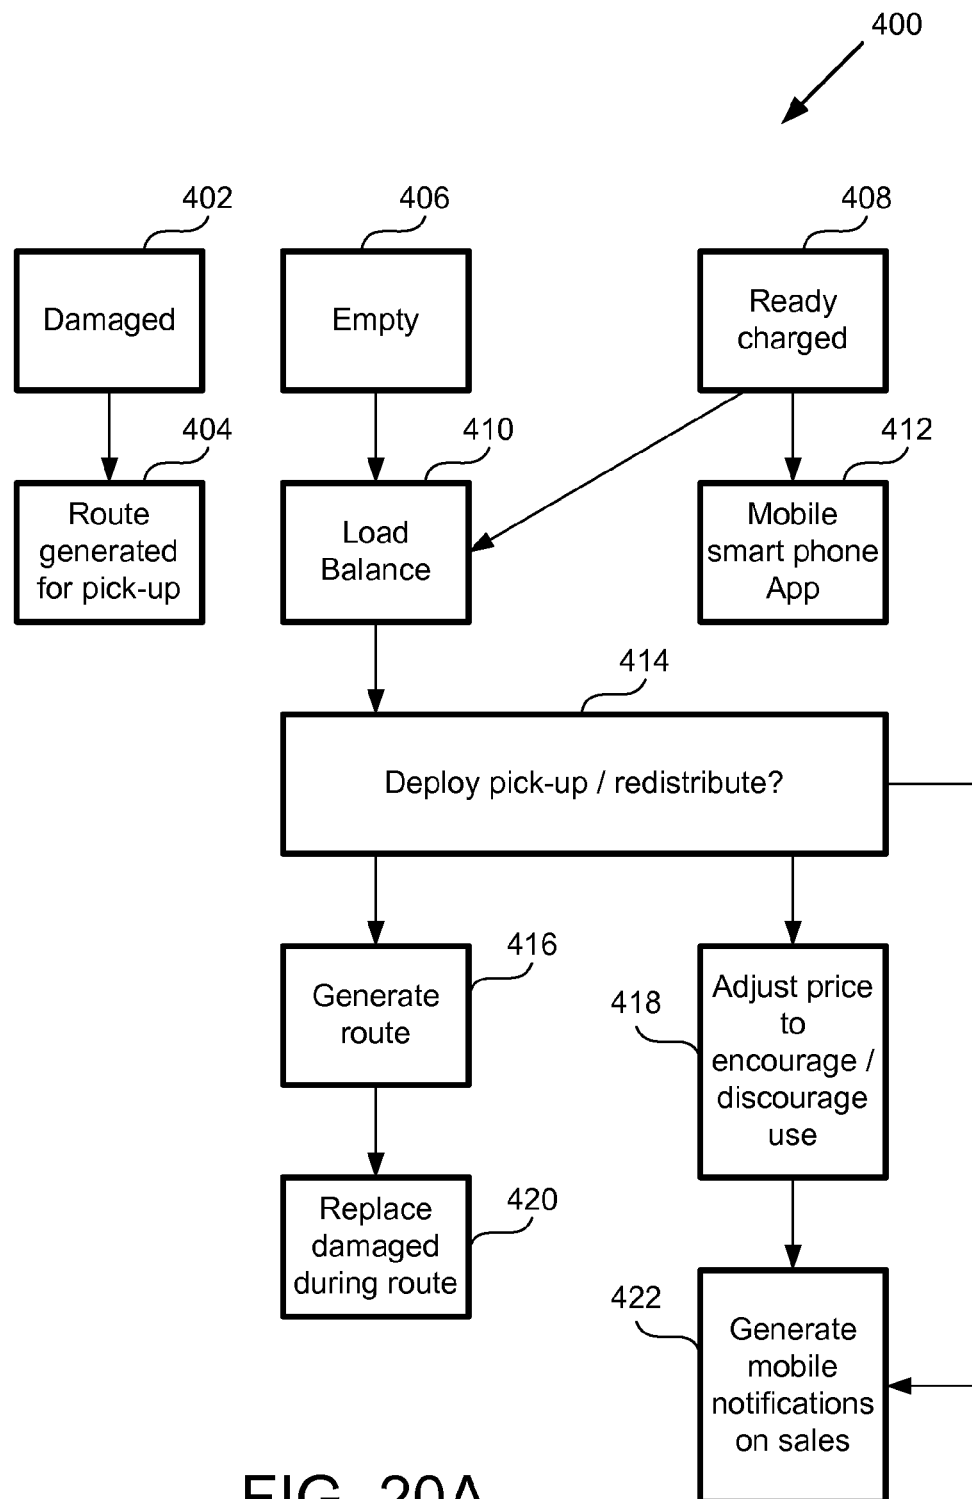 400
402
406
408
Damaged
Empty
Ready
charged
404
410
412
Route
generated
for pick-up
Load
Balance
Mobile
smart phone
App
414
Deploy pick-up / redistribute?
416
Generate
route
418
Adjust price
to
encourage /
discourage
use
420
Replace
damaged
during route
422
Generate
mobile
notifications
on sales
FIG. 20A